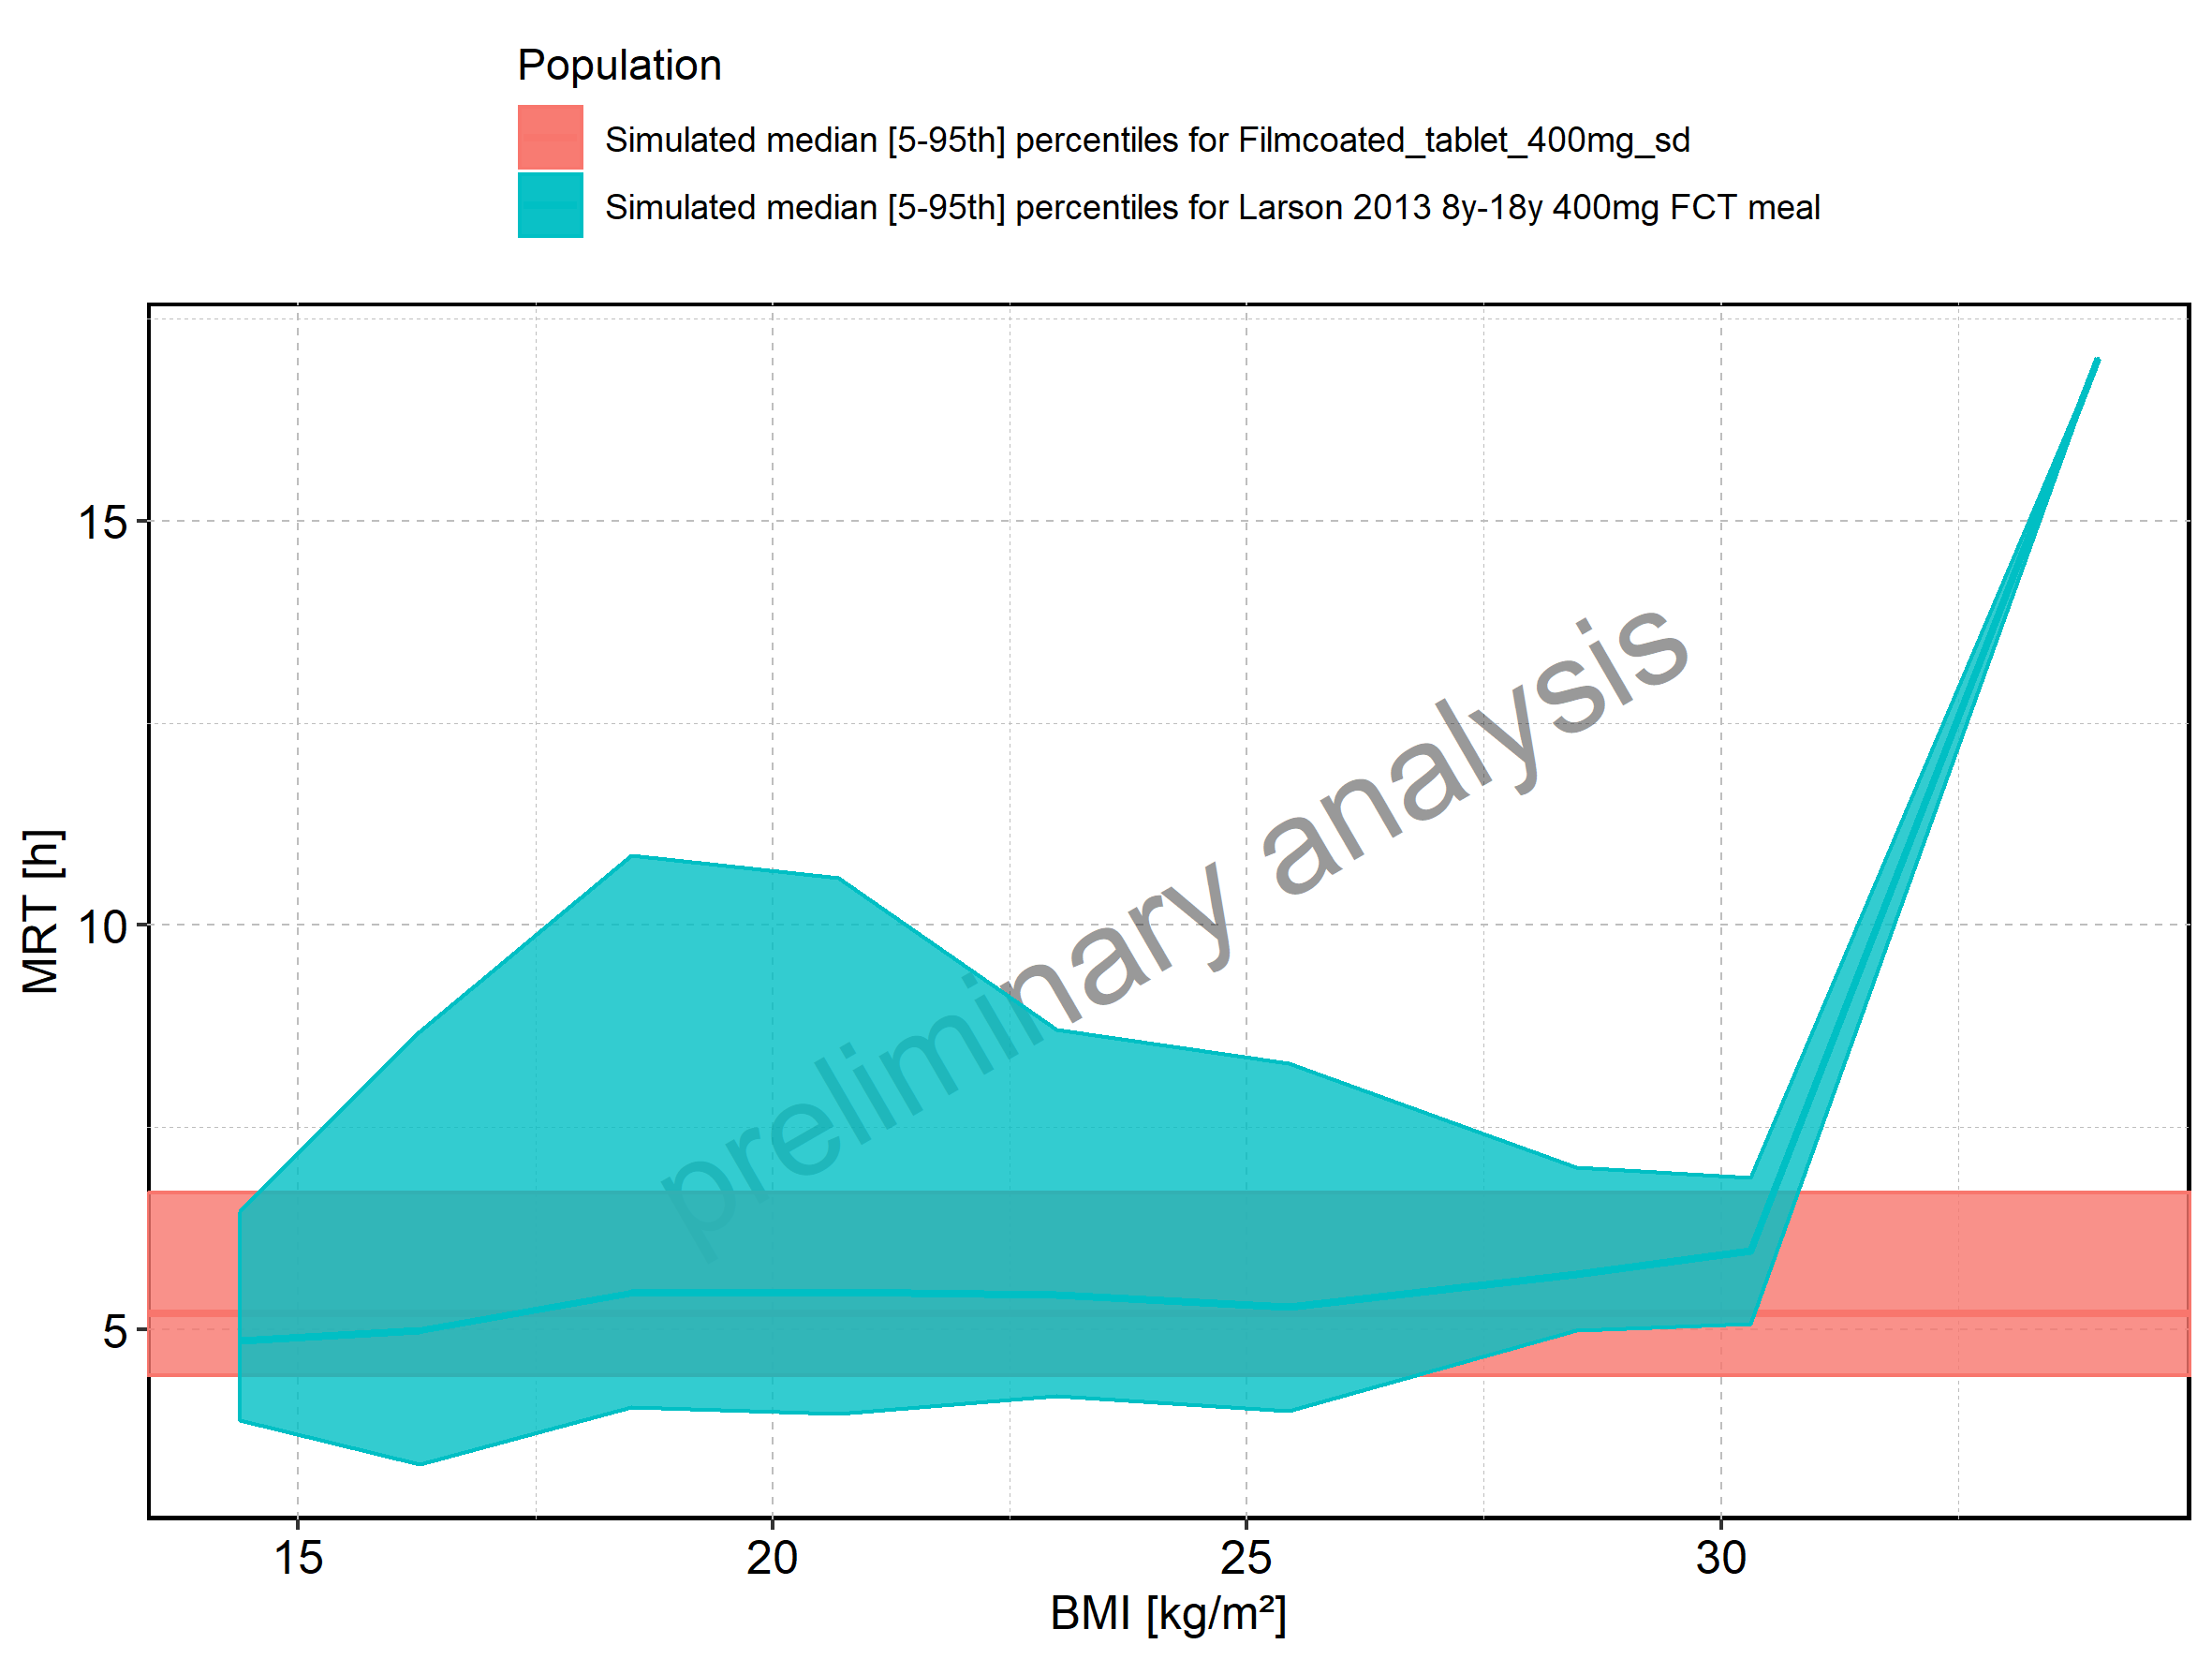 Population
Simulated median [5-95th] percentiles for Filmcoated_tablet_400mg_sd
Simulated median [5-95th] percentiles for Larson 2013 8y-18y 400mg FCT meal
15
10
5
MRT [h]
preliminary analysis
15 20 25 30
BMI [kg/m²]